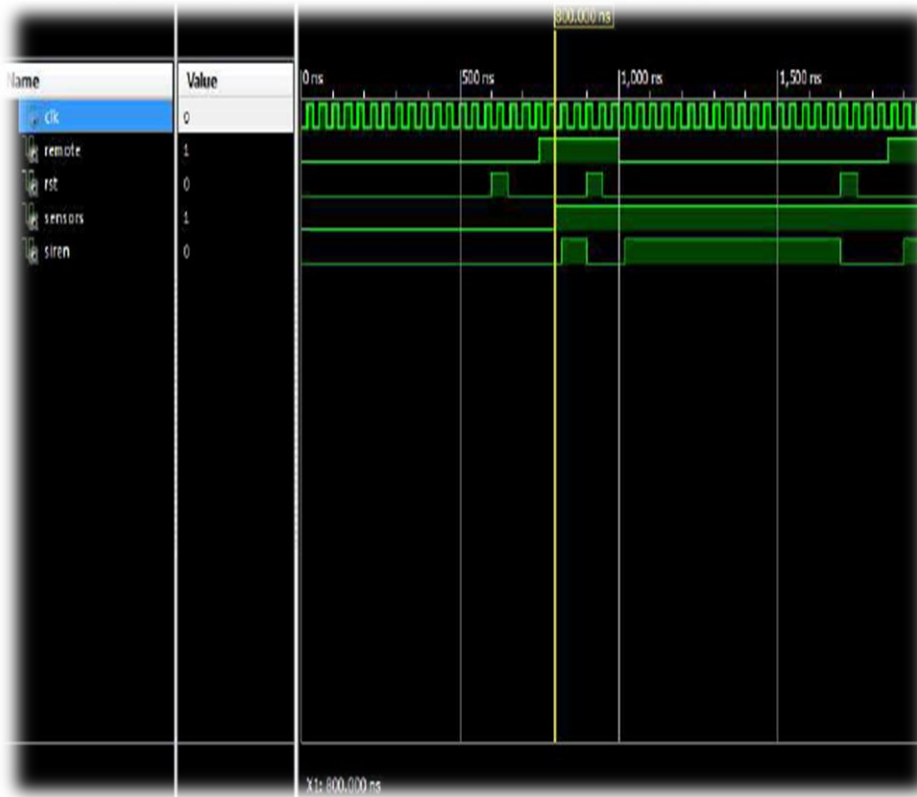 800.000 ns
Name Value
0 ns 500 ns 1,000 ns 1,500 ns
clk 0
remote 1
rst 0
sensors 1
siren 0
X1: 800.000 ns